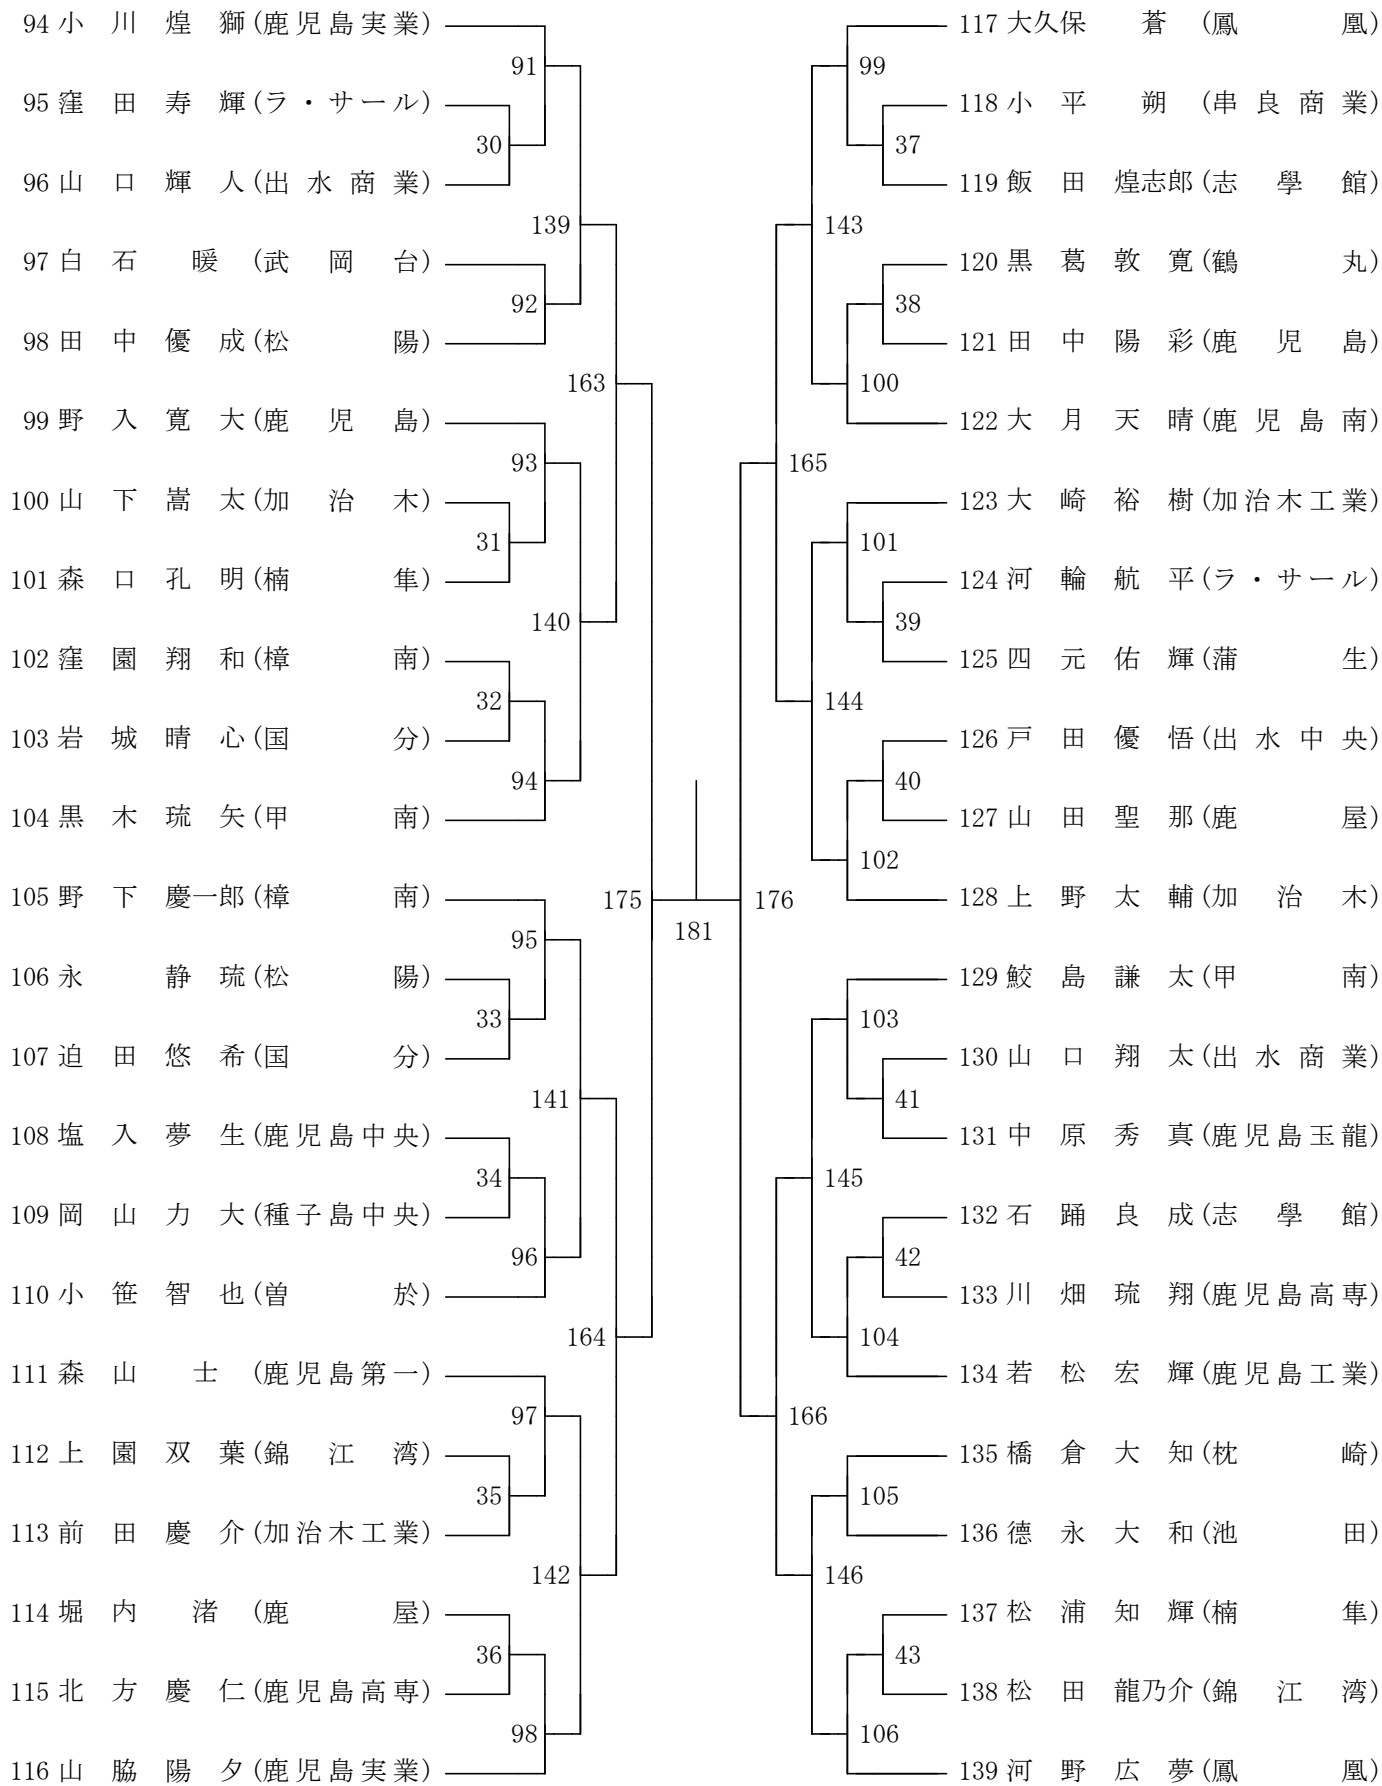 94 小川煌獅(鹿児島実業)
95 窪田寿輝(ラ・サール)
96 山口輝人(出水商業)
97 白石暖(武岡台)
98 田中優成(松陽)
99 野入寛大(鹿児島)
100 山下嵩太(加治木)
101 森口孔明(楠隼)
102 窪園翔和(樟南)
103 岩城晴心(国分)
104 黒木琉矢(甲南)
105 野下慶一郎(樟南)
106 永静琉(松陽)
107 迫田悠希(国分)
108 塩入夢生(鹿児島中央)
109 岡山力大(種子島中央)
110 小笹智也(曽於)
111 森山士(鹿児島第一)
112 上園双葉(錦江湾)
113 前田慶介(加治木工業)
114 堀内渚(鹿屋)
115 北方慶仁(鹿児島高専)
116 山脇陽夕(鹿児島実業)
91
30
139
92
163
93
31
140
32
94
175
95
33
141
34
96
164
97
35
142
36
98
181
99
37
143
38
100
165
101
39
144
40
102
176
103
41
145
42
104
166
105
146
43
106
117 大久保蒼(鳳凰)
118 小平朔(串良商業)
119 飯田煌志郎(志學館)
120 黒葛敦寛(鶴丸)
121 田中陽彩(鹿児島)
122 大月天晴(鹿児島南)
123 大崎裕樹(加治木工業)
124 河輪航平(ラ・サール)
125 四元佑輝(蒲生)
126 戸田優悟(出水中央)
127 山田聖那(鹿屋)
128 上野太輔(加治木)
129 鮫島謙太(甲南)
130 山口翔太(出水商業)
131 中原秀真(鹿児島玉龍)
132 石踊良成(志學館)
133 川畑琉翔(鹿児島高専)
134 若松宏輝(鹿児島工業)
135 橋倉大知(枕崎)
136 德永大和(池田)
137 松浦知輝(楠隼)
138 松田龍乃介(錦江湾)
139 河野広夢(鳳凰)